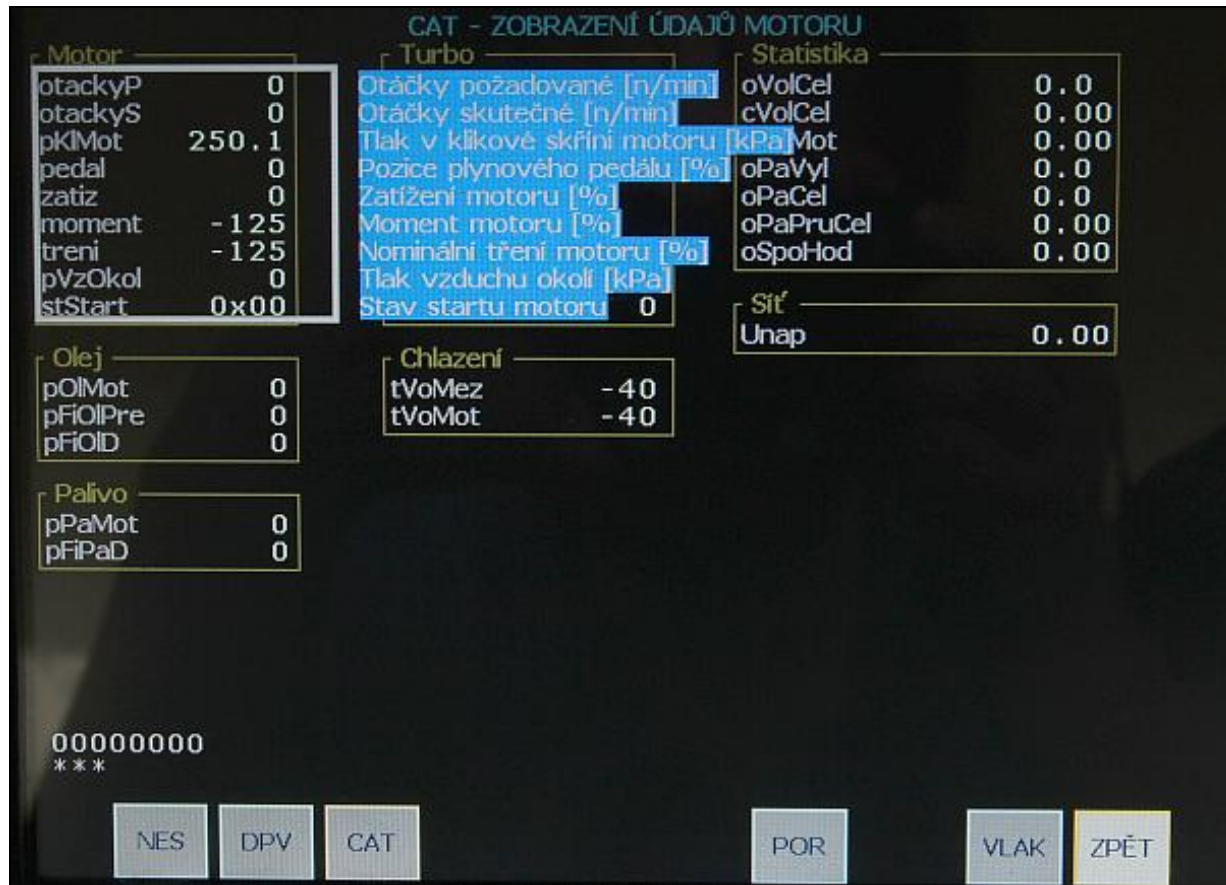 CAT - ZOBRAZENÍ ÚDAJŮ MOTORU
Motor
otackyP 0
otackyS 0
pKlMot 250.1
pedal 0
zatiz 0
moment -125
treni -125
pVzOkol 0
stStart 0x00
Turbo
Otáčky požadované [n/min]
Otáčky skutečné [n/min]
Tlak v klikové skříni motoru [kPa]
Pozice plynového pedálu [%]
Zatížení motoru [%]
Moment motoru [%]
Nominální tření motoru [%]
Tlak vzduchu okolí [kPa]
Stav startu motoru 0
Statistika
oVolCel 0.0
cVolCel 0.00
Mot 0.00
oPaVyl 0.0
oPaCel 0.0
oPaPruCel 0.00
oSpoHod 0.00
Síť
Unap 0.00
Olej
pOlMot 0
pFiOlPre 0
pFiOlD 0
Chlazení
tVoMez -40
tVoMot -40
Palivo
pPaMot 0
pFiPaD 0
00000000
***
NES DPV CAT POR VLAK ZPĚT